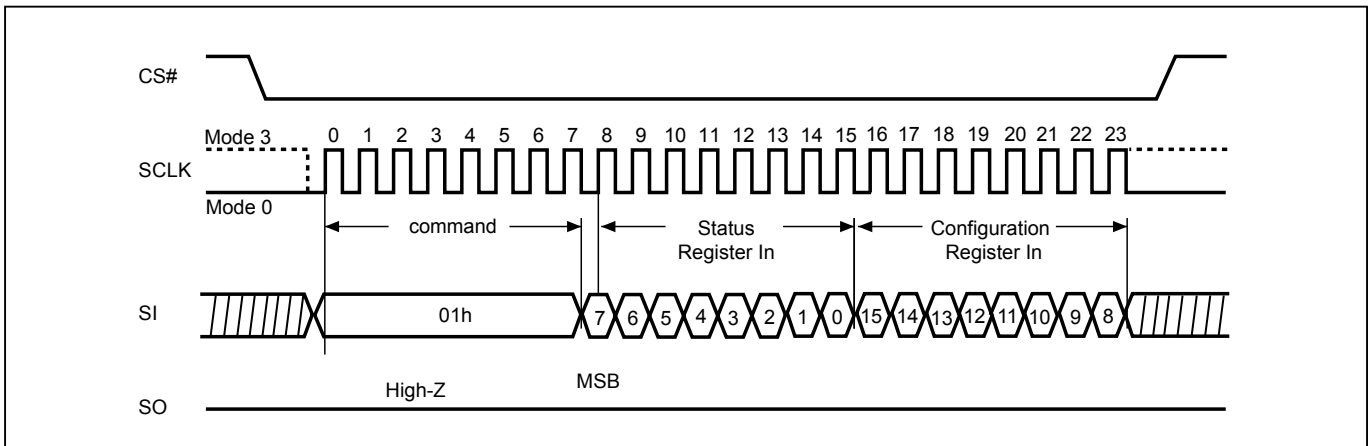 CS#
Mode 3
0 1 2 3 4 5 6 7 8 9 10 11 12 13 14 15 16 17 18 19 20 21 22 23
SCLK
Mode 0
command
Status
Register In
Configuration
Register In
SI
01h
7 6 5 4 3 2 1 0 15 14 13 12 11 10 9 8
High-Z
MSB
SO